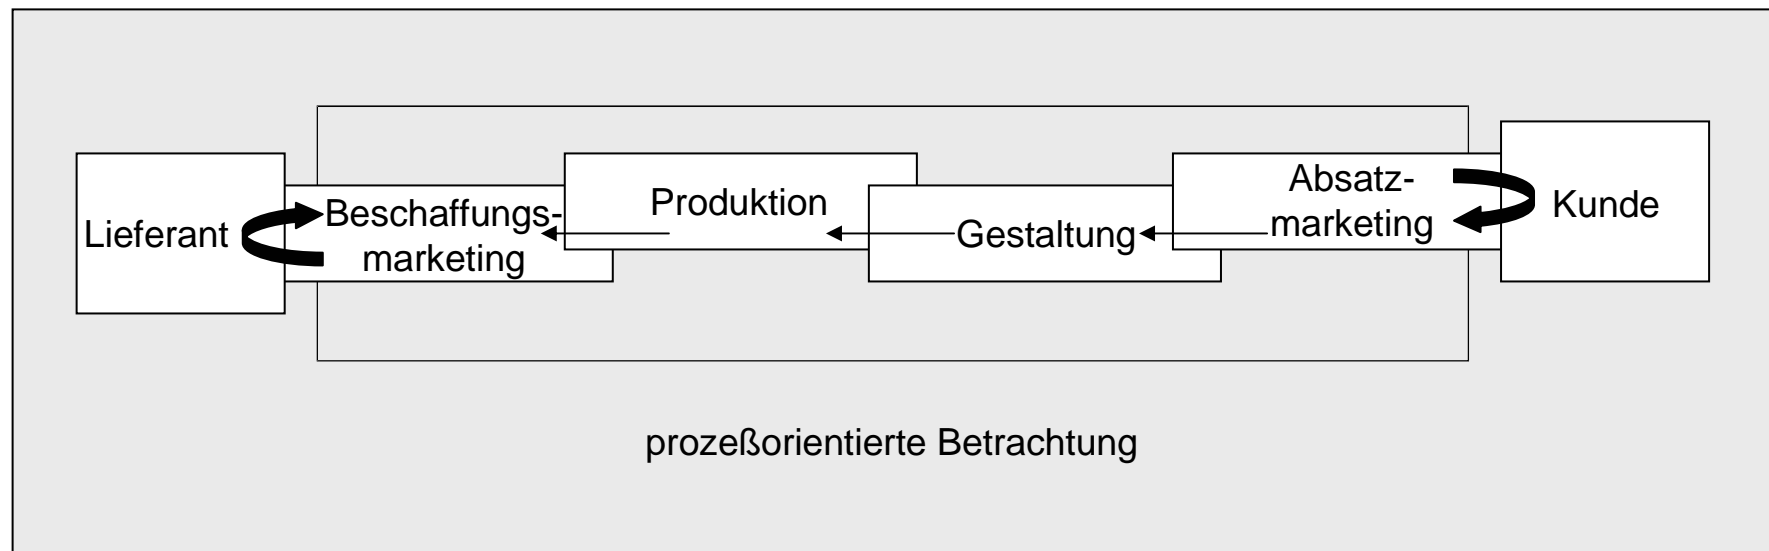 Lieferant
Beschaffungs-
marketing
Produktion
Gestaltung
Absatz-
marketing
Kunde
prozeßorientierte Betrachtung